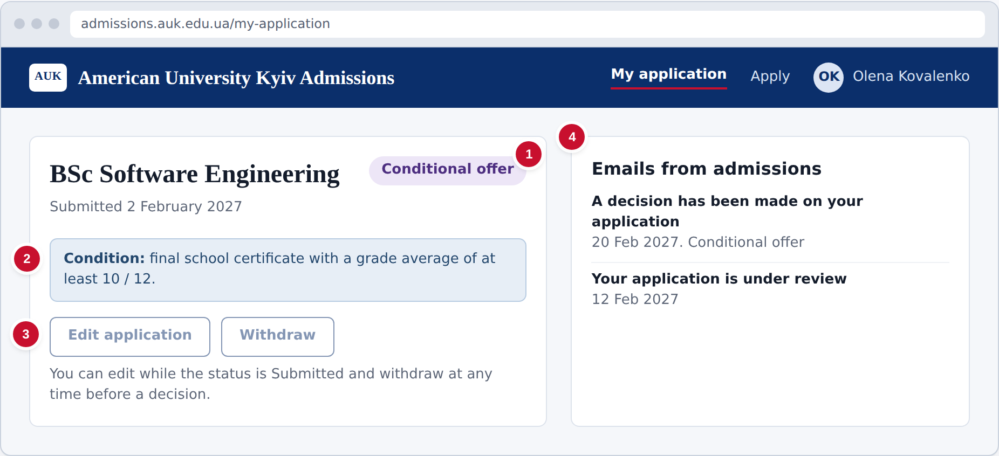 admissions.auk.edu.ua/my-application
AUK
American University Kyiv Admissions
My application
Apply
OK
Olena Kovalenko
BSc Software Engineering
Conditional offer
1
Submitted 2 February 2027
2
Condition: final school certificate with a grade average of at
least 10 / 12.
3
Edit application
Withdraw
You can edit while the status is Submitted and withdraw at any
time before a decision.
4
Emails from admissions
A decision has been made on your
application
20 Feb 2027. Conditional offer
Your application is under review
12 Feb 2027